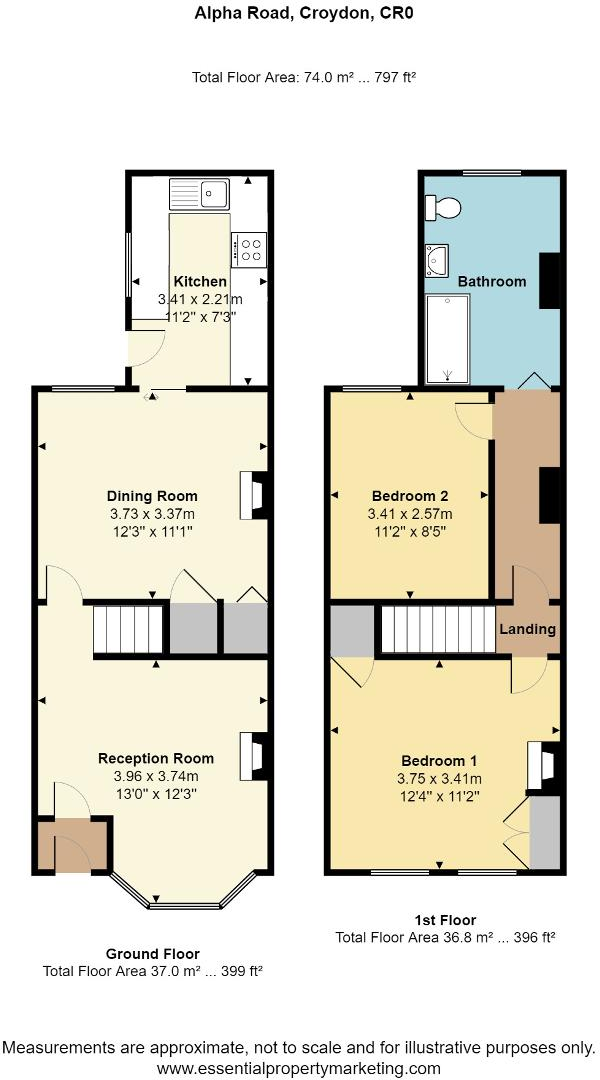 Alpha Road, Croydon, CR0
Total Floor Area: 74.0 m² ... 797 ft²
Kitchen
3.41 x 2.21m
11'2" x 7'3"
Dining Room
3.73 x 3.37m
12'3" x 11'1"
Reception Room
3.96 x 3.74m
13'0" x 12'3"
Ground Floor
Total Floor Area 37.0 m² ... 399 ft²
Bathroom
Bedroom 2
3.41 x 2.57m
11'2" x 8'5"
Landing
Bedroom 1
3.75 x 3.41m
12'4" x 11'2"
1st Floor
Total Floor Area 36.8 m² ... 396 ft²
Measurements are approximate, not to scale and for illustrative purposes only.
www.essentialpropertymarketing.com